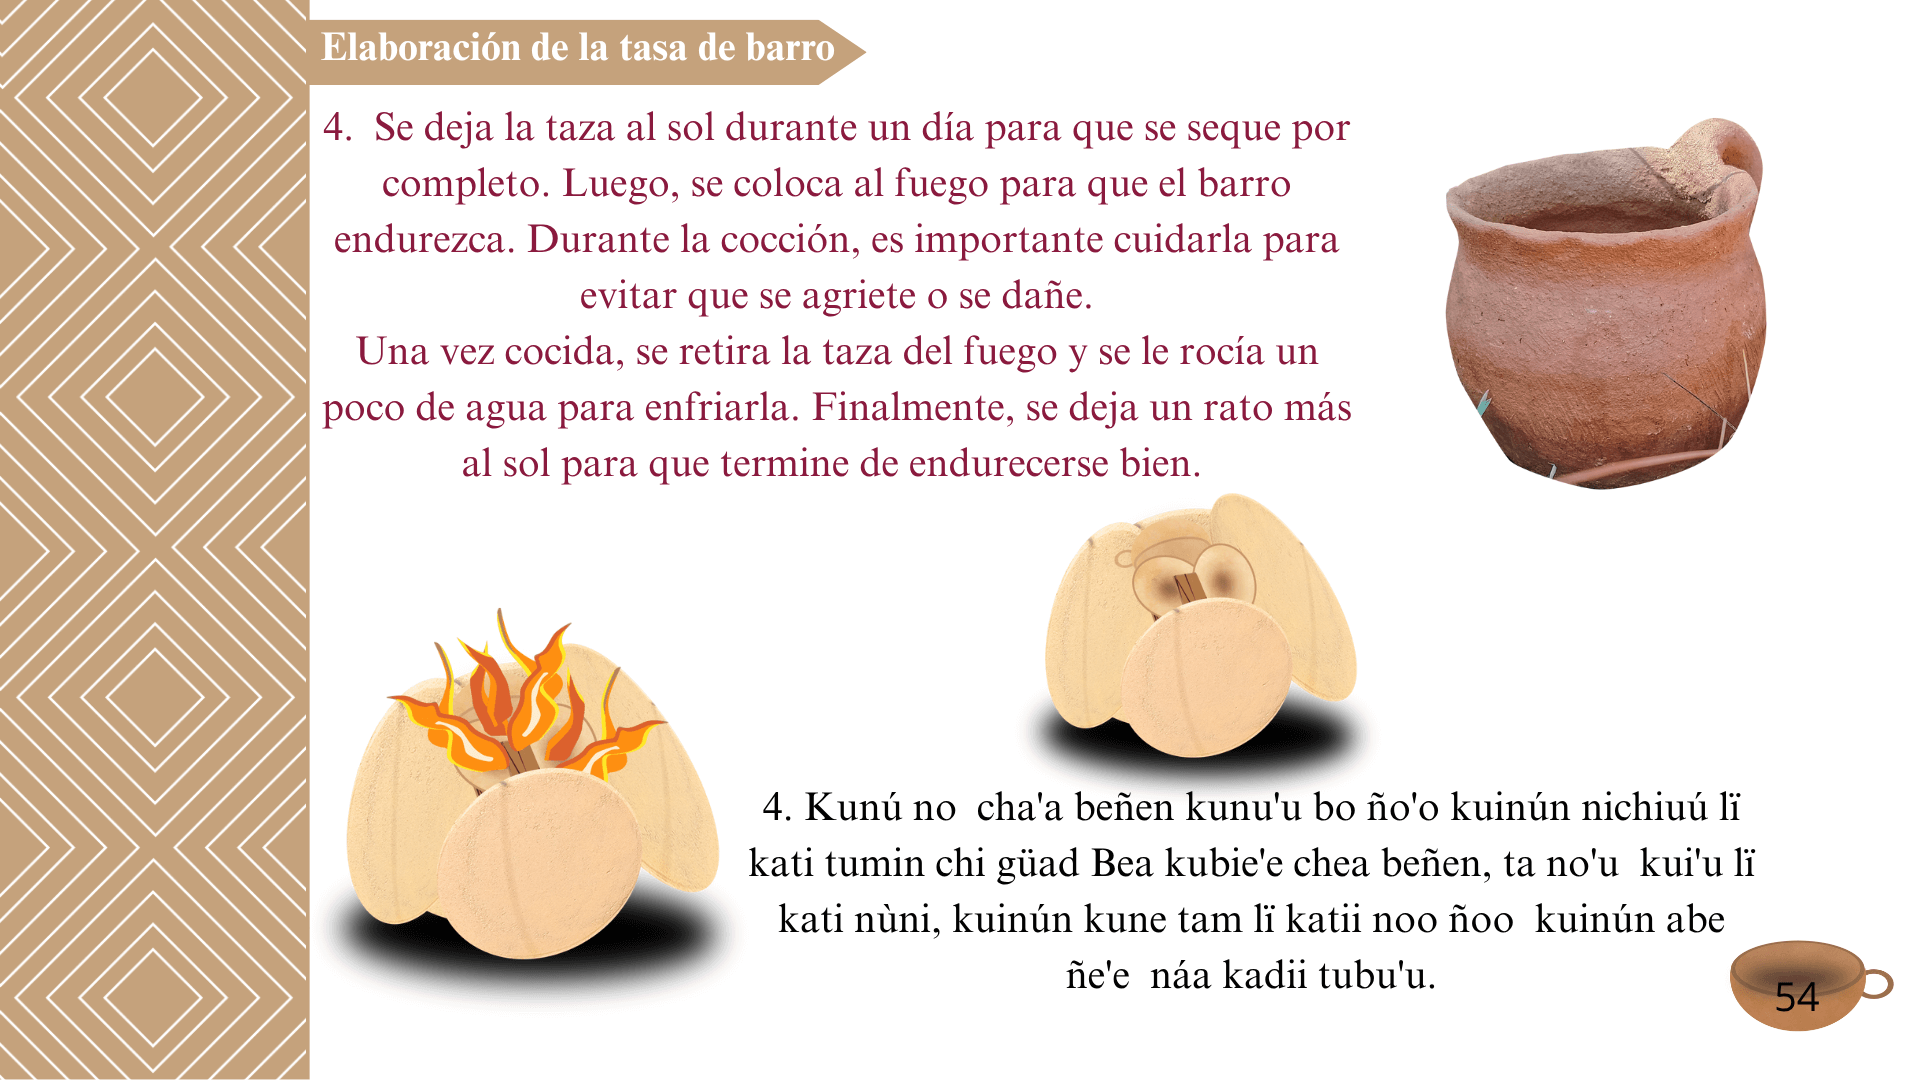 Elaboración de la tasa de barro
4. Se deja la taza al sol durante un día para que se seque por
completo. Luego, se coloca al fuego para que el barro
endurezca. Durante la cocción, es importante cuidarla para
evitar que se agriete o se dañe.
Una vez cocida, se retira la taza del fuego y se le rocía un
poco de agua para enfriarla. Finalmente, se deja un rato más
al sol para que termine de endurecerse bien.
4. Kunú no cha'a beñen kunu'u bo ño'o kuinún nichiuú lï
kati tumin chi güad Bea kubie'e chea beñen, ta no'u kui'u lï
kati nùni, kuinún kune tam lï katii noo ñoo kuinún abe
ñe'e náa kadii tubu'u.
54